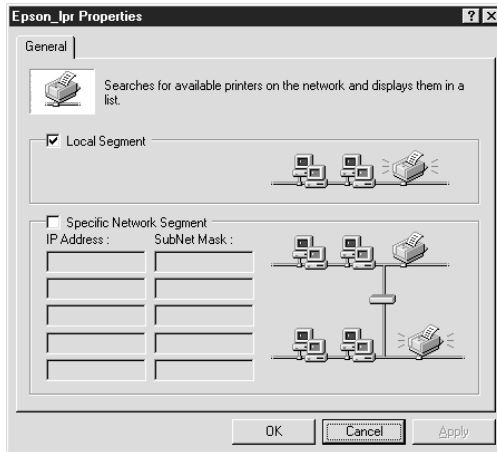 Epson_lpr Properties
General
Searches for available printers on the network and displays them in a
list.
Local Segment
Specific Network Segment
IP Address : SubNet Mask :
OK Cancel Apply